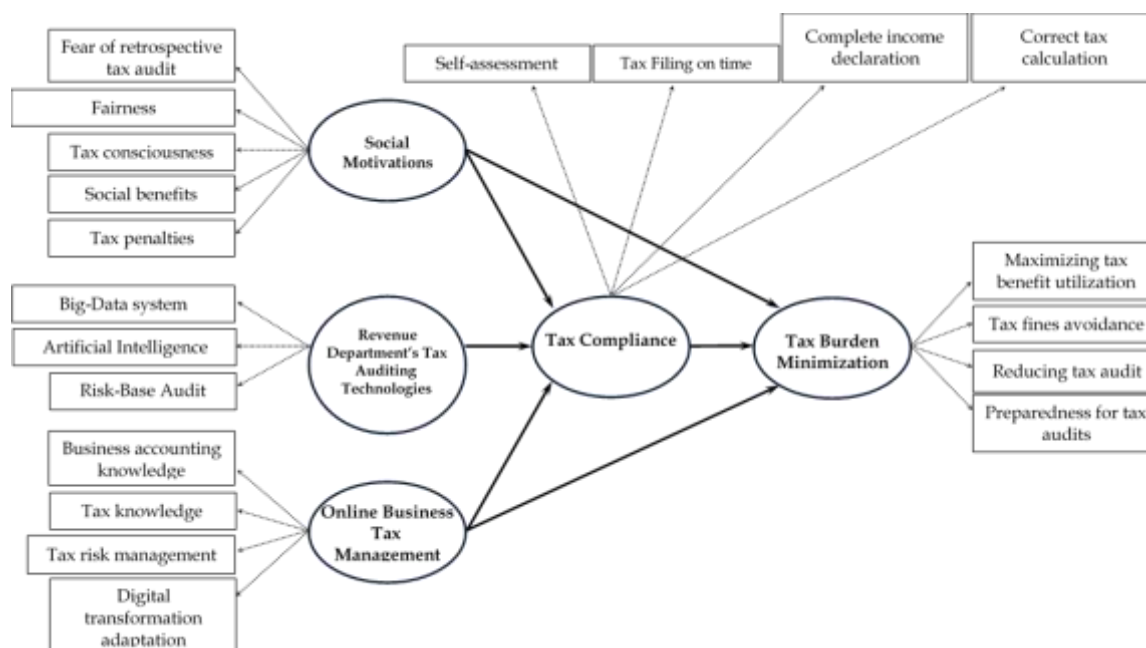 Fear of retrospective
tax audit
Fairness
Tax consciousness
Social benefits
Tax penalties
Big-Data system
Artificial Intelligence
Risk-Base Audit
Business accounting
knowledge
Tax knowledge
Tax risk management
Digital
transformation
adaptation
Social
Motivations
Revenue
Department's Tax
Auditing
Technologies
Online Business
Tax
Management
Self-assessment
Tax Filing on time
Complete income
declaration
Correct tax
calculation
Tax Compliance
Tax Burden
Minimization
Maximizing tax
benefit utilization
Tax fines avoidance
Reducing tax audit
Preparedness for tax
audits